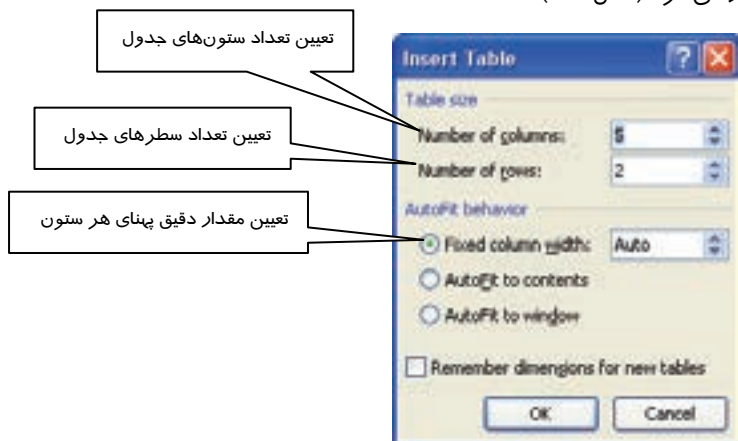 تعیین تعداد ستون‌های جدول
تعیین تعداد سطرهای جدول
تعیین مقدار دقیق پهنای هر ستون
Insert Table
Table size
Number of columns: 5
Number of rows: 2
AutoFit behavior
Fixed column width: Auto
AutoFit to contents
AutoFit to window
Remember dimensions for new tables
OK Cancel